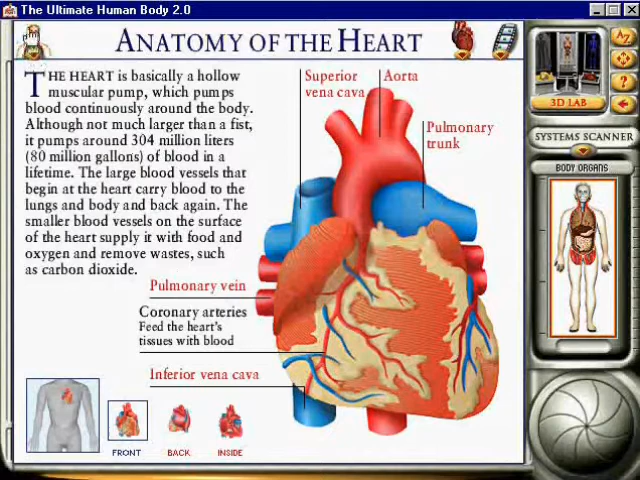 The Ultimate Human Body 2.0
ANATOMY OF THE HEART
THE HEART is basically a hollow
muscular pump, which pumps
blood continuously around the body.
Although not much larger than a fist,
it pumps around 304 million liters
(80 million gallons) of blood in a
lifetime. The large blood vessels that
begin at the heart carry blood to the
lungs and body and back again. The
smaller blood vessels on the surface
of the heart supply it with food and
oxygen and remove wastes, such
as carbon dioxide.
Superior
vena cava
Aorta
Pulmonary
trunk
Pulmonary vein
Coronary arteries
Feed the heart's
tissues with blood
Inferior vena cava
FRONT
BACK
INSIDE
A-Z
?
3D LAB
SYSTEMS SCANNER
BODY ORGANS